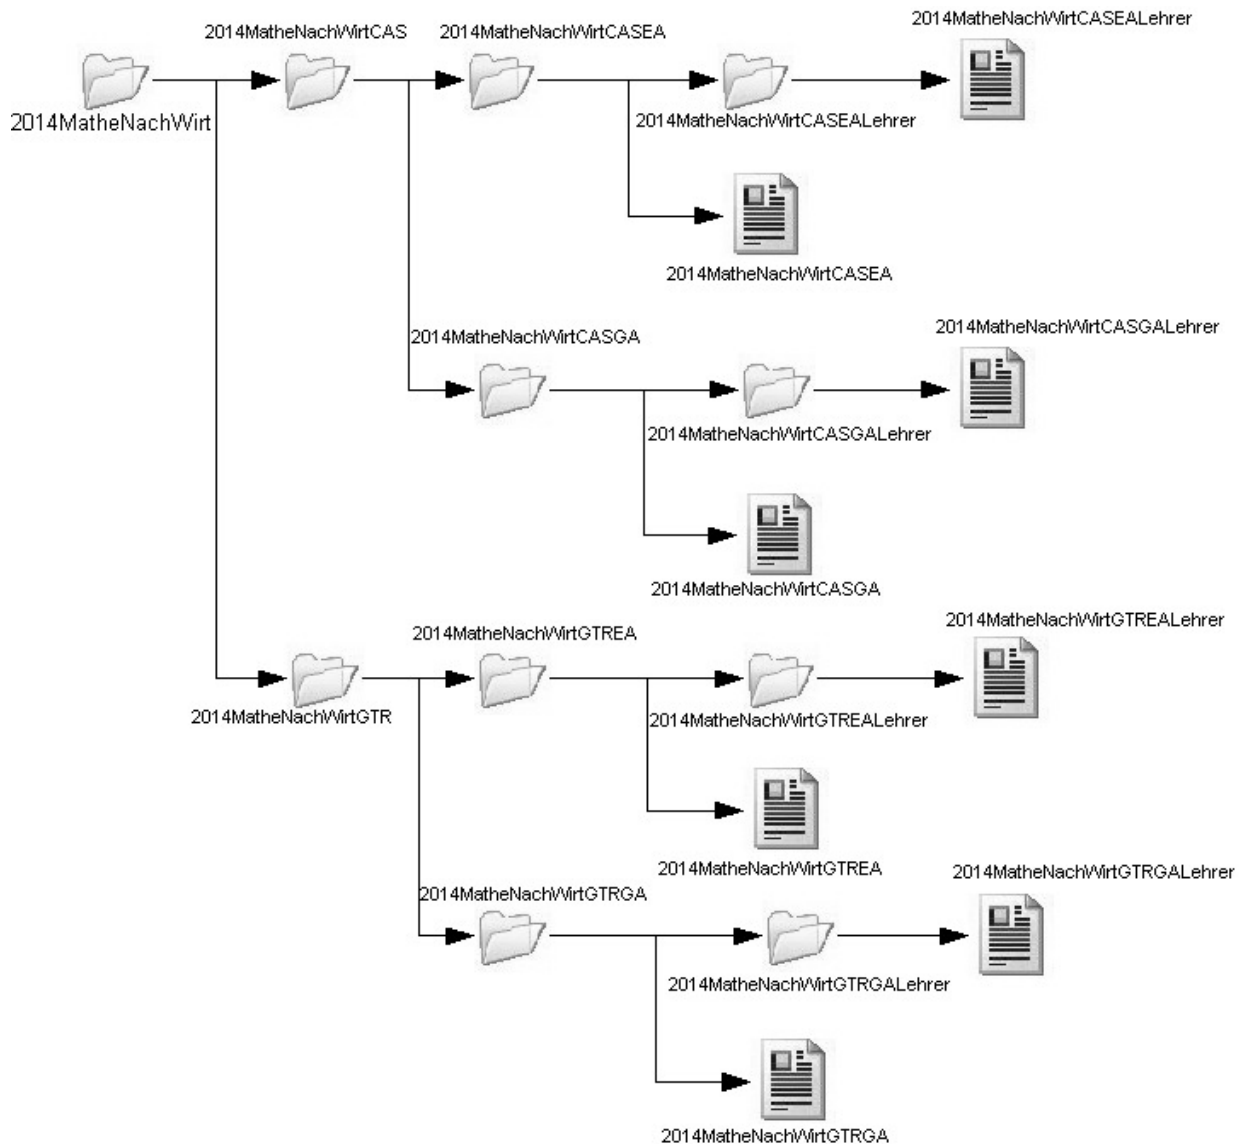 2014MatheNachWirtCASEALehrer
2014MatheNachWirtCAS
2014MatheNachWirtCASEA
2014MatheNachWirt
2014MatheNachWirtCASEALehrer
2014MatheNachWirtCASEA
2014MatheNachWirtCASGALehrer
2014MatheNachWirtCASGA
2014MatheNachWirtCASGALehrer
2014MatheNachWirtCASGA
2014MatheNachWirtGTREALehrer
2014MatheNachWirtGTREA
2014MatheNachWirtGTR
2014MatheNachWirtGTREALehrer
2014MatheNachWirtGTREA
2014MatheNachWirtGTRGALehrer
2014MatheNachWirtGTRGA
2014MatheNachWirtGTRGALehrer
2014MatheNachWirtGTRGA